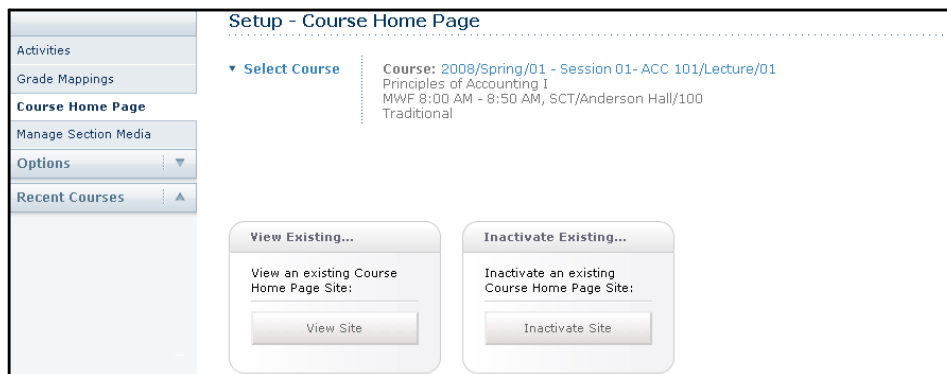 Setup - Course Home Page
Activities
Grade Mappings
Course Home Page
Manage Section Media
Options
Recent Courses
Select Course
Course: 2008/Spring/01 - Session 01- ACC 101/Lecture/01
Principles of Accounting I
MWF 8:00 AM - 8:50 AM, SCT/Anderson Hall/100
Traditional
View Existing...
View an existing Course
Home Page Site:
View Site
Inactivate Existing...
Inactivate an existing
Course Home Page Site:
Inactivate Site